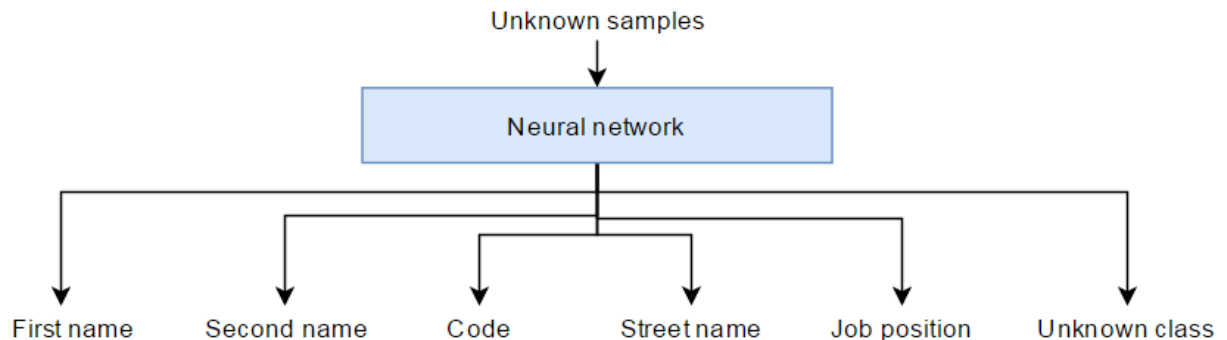 Unknown samples
Neural network
First name Second name Code Street name Job position Unknown class